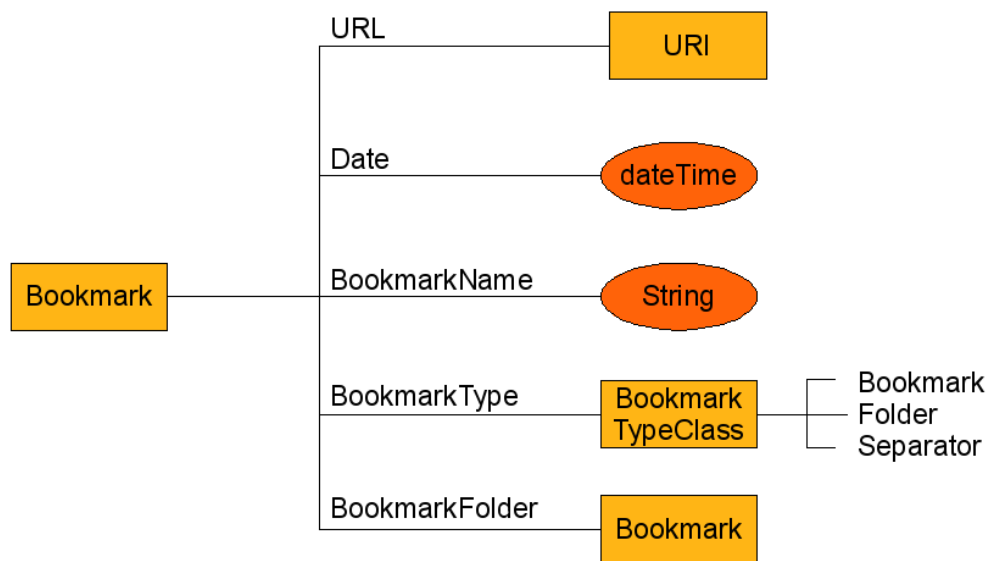 URL
URI
Date
dateTime
Bookmark
BookmarkName
String
BookmarkType
Bookmark
TypeClass
Bookmark
Folder
Separator
BookmarkFolder
Bookmark